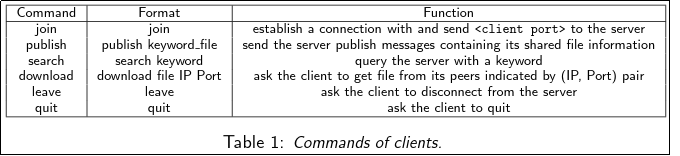 Command Format Function
join join establish a connection with and send <client port> to the server
publish publish keyword_file send the server publish messages containing its shared file information
search search keyword query the server with a keyword
download download file IP Port ask the client to get file from its peers indicated by (IP, Port) pair
leave leave ask the client to disconnect from the server
quit quit ask the client to quit
Table 1: Commands of clients.